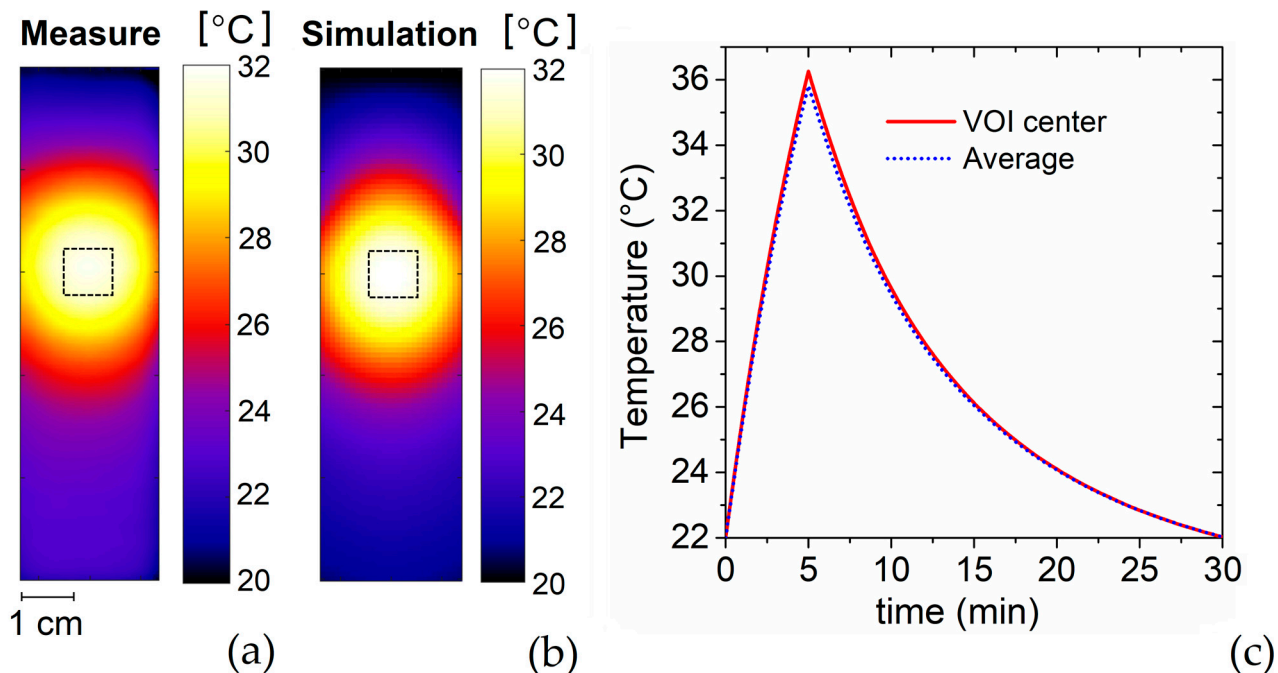 Measure [°C] Simulation [°C]
32
30
28
26
24
22
20
1 cm
(a)
32
30
28
26
24
22
20
(b)
Temperature (°C)
36
34
32
30
28
26
24
22
VOI center
Average
0 5 10 15 20 25 30
time (min)
(c)